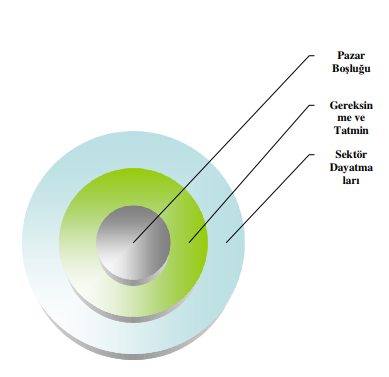 Pazar
Boşluğu
Gereksin
me ve
Tatmin
Sektör
Dayatma
ları